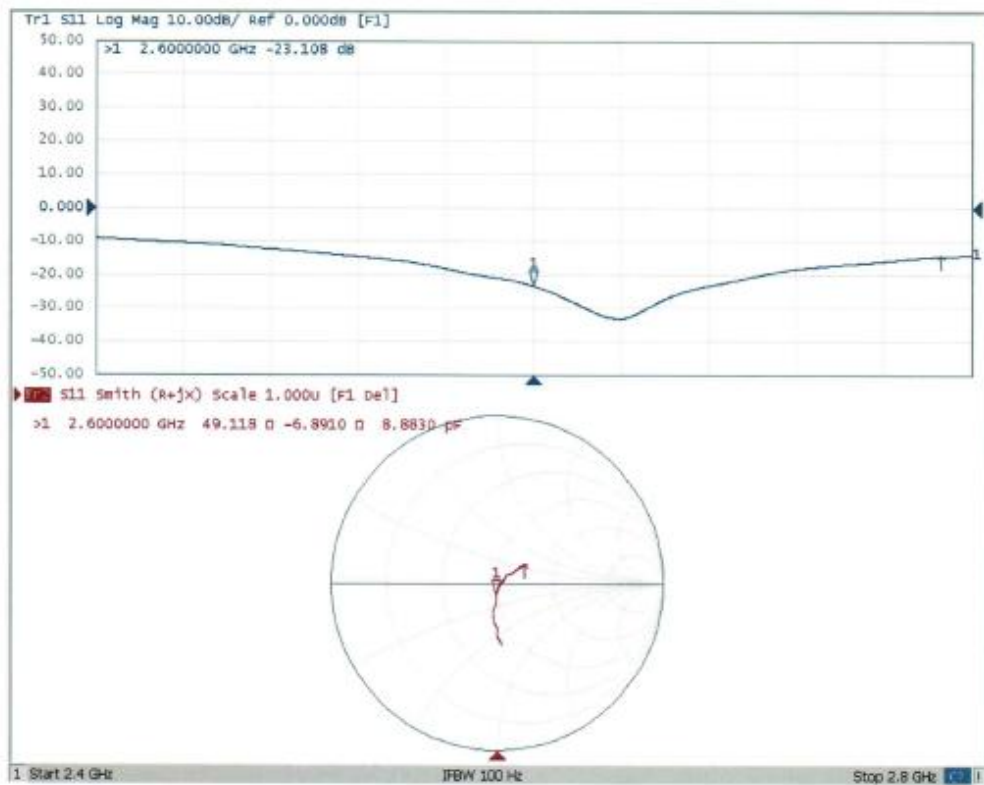 Tr1 S11 Log Mag 10.00dB/ Ref 0.000dB [F1]
50.00
>1 2.6000000 GHz -23.108 dB
40.00
30.00
20.00
10.00
0.000
-10.00
1
1
-20.00
-30.00
-40.00
-50.00
S11 Smith (R+jX) Scale 1.000U [F1 Del]
>1 2.6000000 GHz 49.118 Ω -6.8910 Ω 8.8830 pF
1
1 Start 2.4 GHz IFBW 100 Hz Stop 2.8 GHz